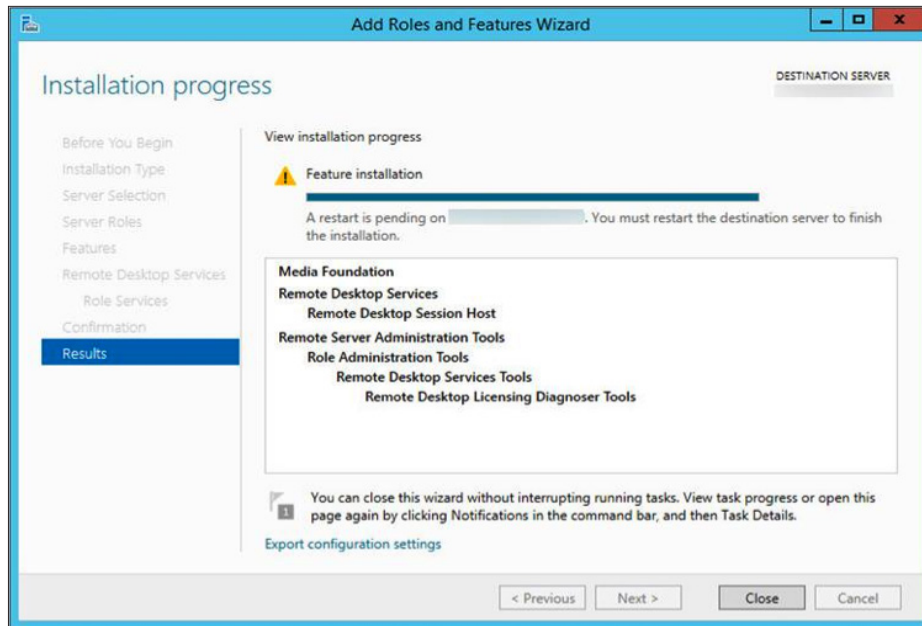 Add Roles and Features Wizard
Installation progress
DESTINATION SERVER
Before You Begin
Installation Type
Server Selection
Server Roles
Features
Remote Desktop Services
Role Services
Confirmation
Results
View installation progress
Feature installation
A restart is pending on . You must restart the destination server to finish
the installation.
Media Foundation
Remote Desktop Services
Remote Desktop Session Host
Remote Server Administration Tools
Role Administration Tools
Remote Desktop Services Tools
Remote Desktop Licensing Diagnoser Tools
1
You can close this wizard without interrupting running tasks. View task progress or open this
page again by clicking Notifications in the command bar, and then Task Details.
Export configuration settings
< Previous
Next >
Close
Cancel